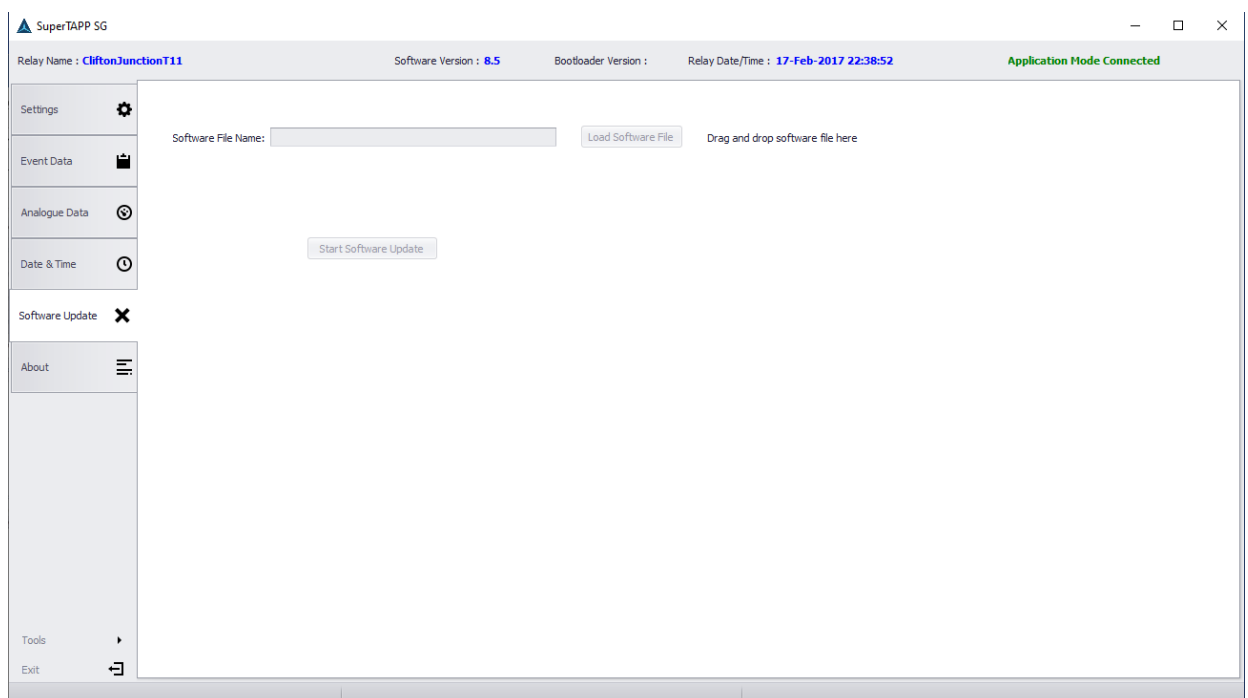 SuperTAPP SG
Relay Name : CliftonJunctionT11 Software Version : 8.5 Bootloader Version : Relay Date/Time : 17-Feb-2017 22:38:52 Application Mode Connected
Settings
Software File Name: Load Software File Drag and drop software file here
Event Data
Analogue Data
Start Software Update
Date & Time
Software Update
About
Tools
Exit